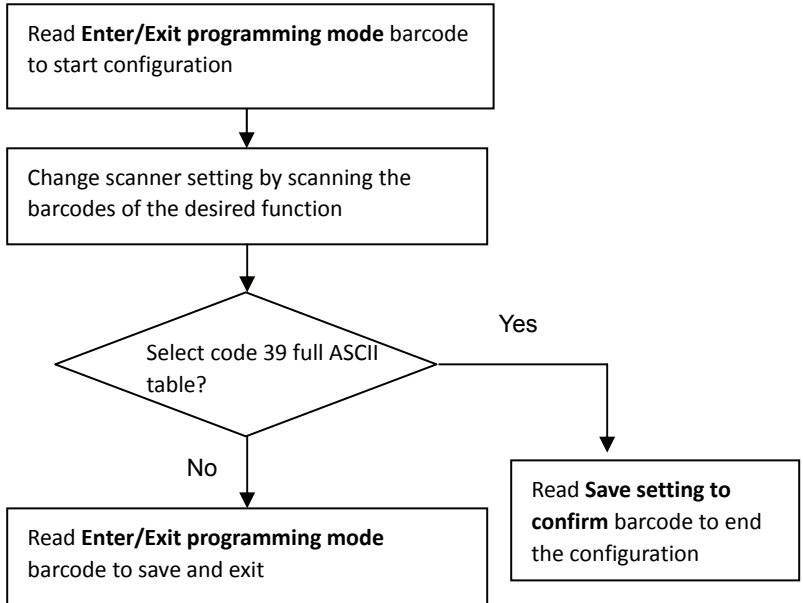 Read Enter/Exit programming mode barcode
to start configuration
Change scanner setting by scanning the
barcodes of the desired function
Select code 39 full ASCII
table?
Yes
No
Read Save setting to
confirm barcode to end
the configuration
Read Enter/Exit programming mode
barcode to save and exit